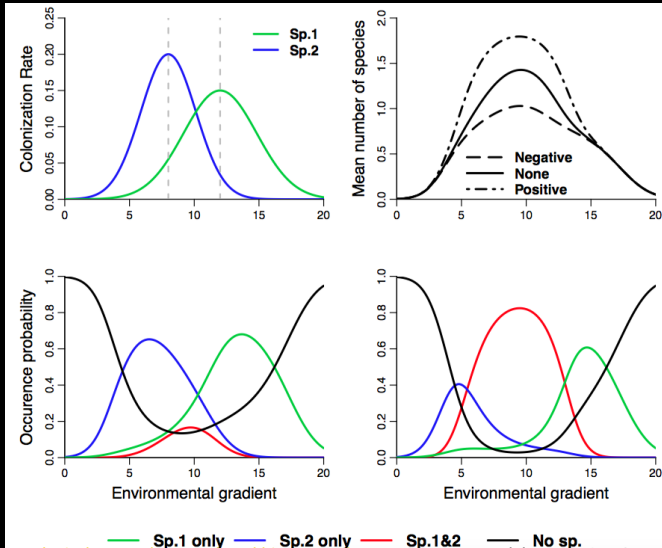 Colonization Rate
0.00 0.05 0.10 0.15 0.20 0.25
Sp.1
Sp.2
0 5 10 15 20
Mean number of species
0.0 0.5 1.0 1.5 2.0
Negative
None
Positive
0 5 10 15 20
Occurence probability
0.0 0.2 0.4 0.6 0.8 1.0
0 5 10 15 20
Environmental gradient
0.0 0.2 0.4 0.6 0.8 1.0
0 5 10 15 20
Environmental gradient
Sp.1 only Sp.2 only Sp.1&2 No sp.